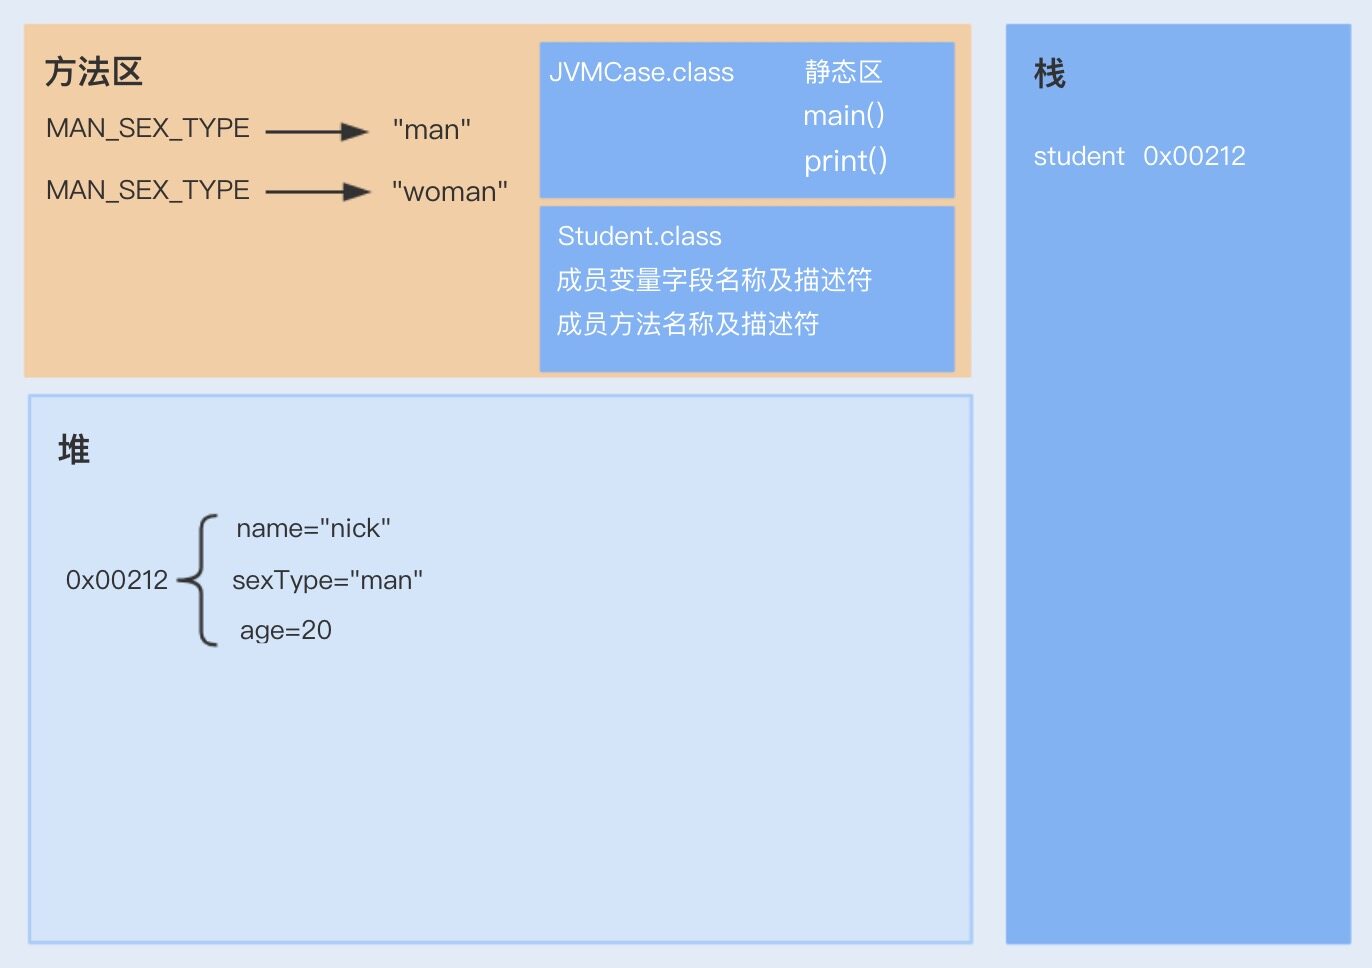 方法区
MAN_SEX_TYPE "man"
MAN_SEX_TYPE "woman"
JVMCase.class 静态区
main()
print()
Student.class
成员变量字段名称及描述符
成员方法名称及描述符
栈
student 0x00212
堆
name="nick"
0x00212 sexType="man"
age=20